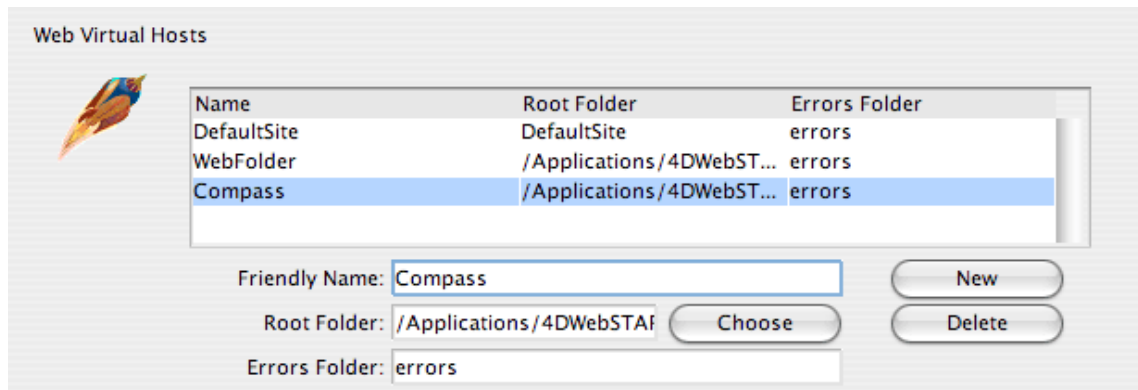 Web Virtual Hosts
Name Root Folder Errors Folder
DefaultSite DefaultSite errors
WebFolder /Applications/4DWebST... errors
Compass /Applications/4DWebST... errors
Friendly Name: Compass New
Root Folder: /Applications/4DWebSTAR Choose Delete
Errors Folder: errors